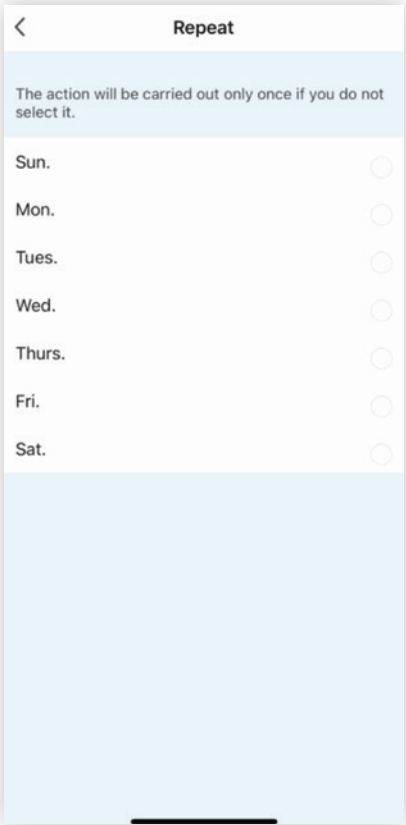 Repeat
The action will be carried out only once if you do not
select it.
Sun.
Mon.
Tues.
Wed.
Thurs.
Fri.
Sat.